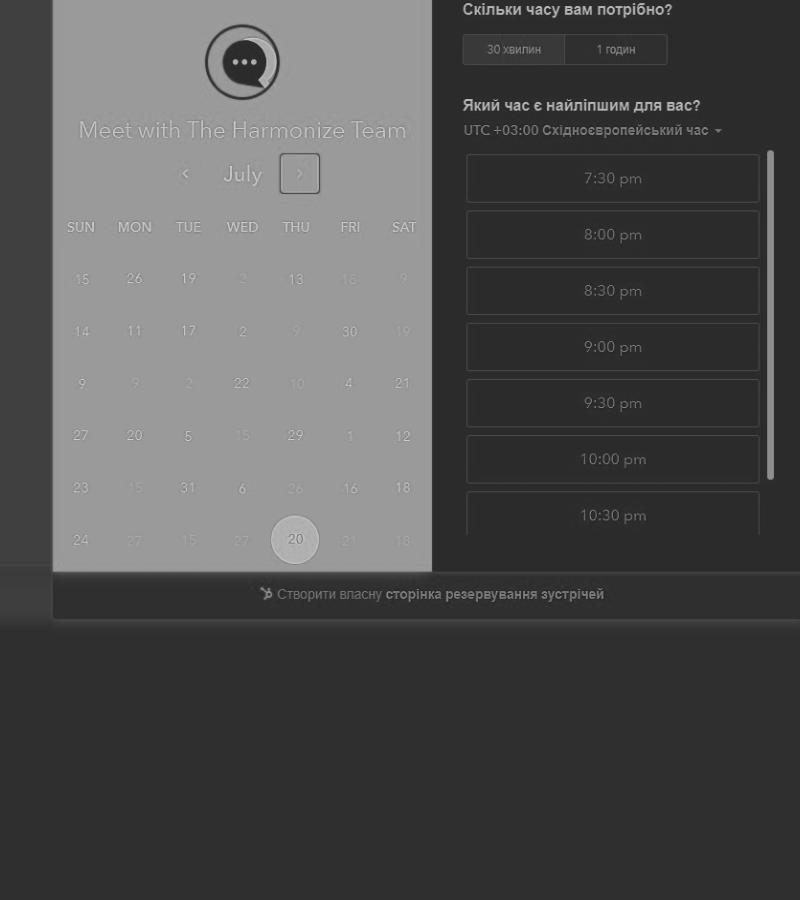 Meet with The Harmonize Team
July
SUN MON TUE WED THU FRI SAT
15 26 19 2 13 18 9
14 11 17 2 9 30 19
9 9 2 22 10 4 21
27 20 5 15 29 1 12
23 15 31 6 26 16 18
24 27 15 27 20 21 18
Скільки часу вам потрібно?
30 хвилин 1 годин
Який час є найліпшим для вас?
UTC +03:00 Східноєвропейський час
7:30 pm
8:00 pm
8:30 pm
9:00 pm
9:30 pm
10:00 pm
10:30 pm
Створити власну сторінка резервування зустрічей